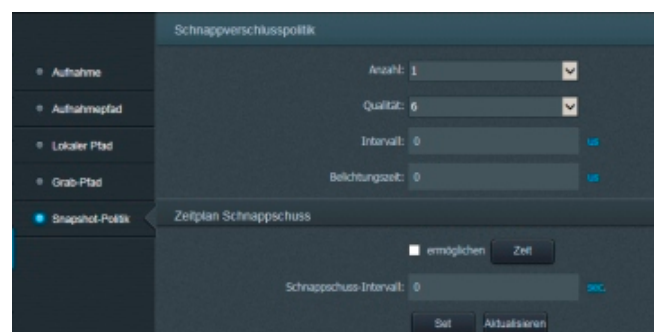 Schnappverschlusspolitik
Aufnahme
Anzahl: 1
Aufnahmepfad
Qualität: 6
Lokaler Pfad
Intervall: 0 us
Grab-Pfad
Belichtungszeit: 0 us
Snapshot-Politik
Zeitplan Schnappschuss
ermöglichen Zeit
Schnappschuss-Intervall: 0 sec.
Set Aktualisieren